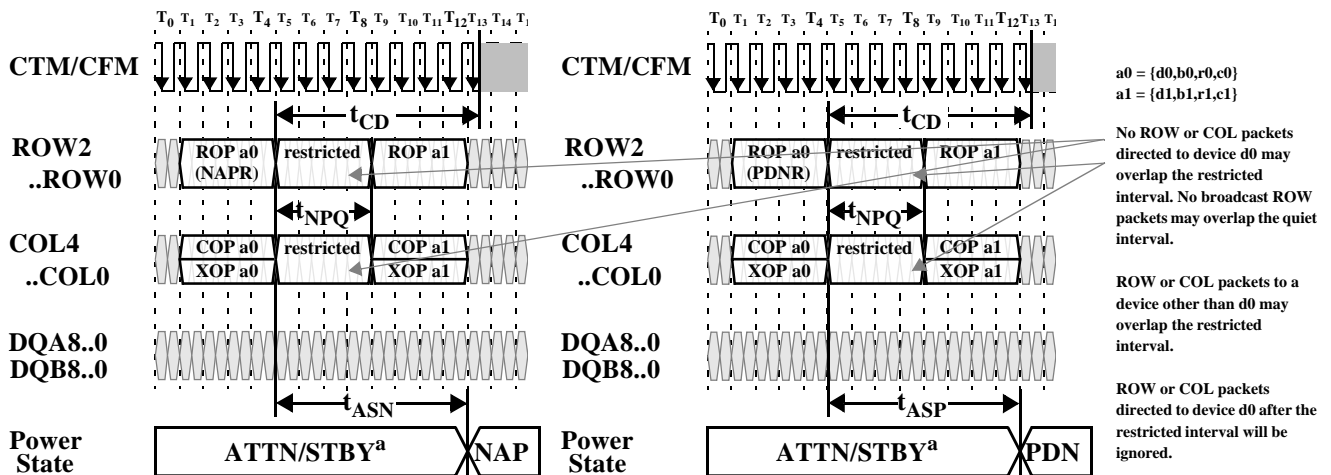 T0 T1 T2 T3 T4 T5 T6 T7 T8 T9 T10 T11 T12 T13 T14 T1
CTM/CFM
tCD
ROW2
..ROW0
ROP a0
(NAPR)
restricted
ROP a1
tNPQ
COL4
..COL0
COP a0
XOP a0
restricted
COP a1
XOP a1
DQA8..0
DQB8..0
tASN
Power
State
ATTN/STBYa
NAP
T0 T1 T2 T3 T4 T5 T6 T7 T8 T9 T10 T11 T12 T13 T1
CTM/CFM
tCD
ROW2
..ROW0
ROP a0
(PDNR)
restricted
ROP a1
tNPQ
COL4
..COL0
COP a0
XOP a0
restricted
COP a1
XOP a1
DQA8..0
DQB8..0
tASP
Power
State
ATTN/STBYa
PDN
a0 = {d0,b0,r0,c0}
a1 = {d1,b1,r1,c1}
No ROW or COL packets
directed to device d0 may
overlap the restricted
interval. No broadcast ROW
packets may overlap the quiet
interval.
ROW or COL packets to a
device other than d0 may
overlap the restricted
interval.
ROW or COL packets
directed to device d0 after the
restricted interval will be
ignored.